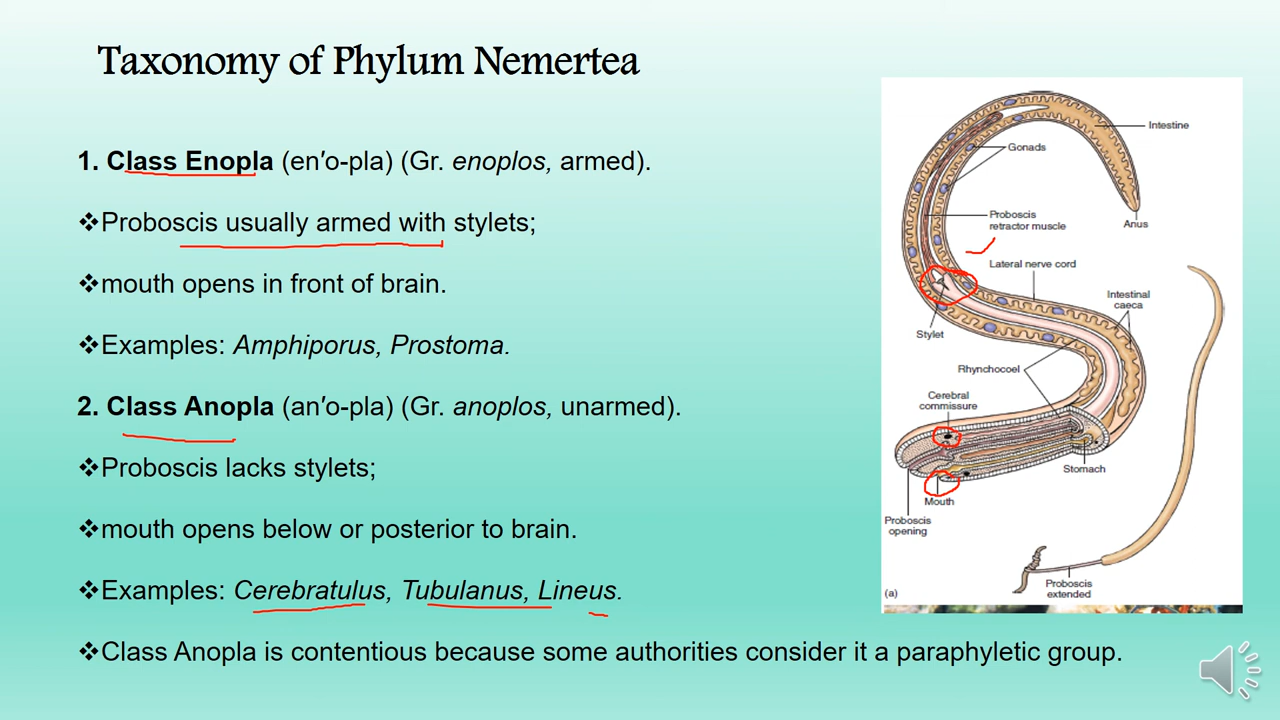 Taxonomy of Phylum Nemertea
1. Class Enopla (en′o-pla) (Gr. enoplos, armed).
❖Proboscis usually armed with stylets;
❖mouth opens in front of brain.
❖Examples: Amphiporus, Prostoma.
2. Class Anopla (an′o-pla) (Gr. anoplos, unarmed).
❖Proboscis lacks stylets;
❖mouth opens below or posterior to brain.
❖Examples: Cerebratulus, Tubulanus, Lineus.
❖Class Anopla is contentious because some authorities consider it a paraphyletic group.
Intestine
Gonads
Proboscis
retractor muscle
Anus
Lateral nerve cord
Intestinal
caeca
Stylet
Rhynchocoel
Cerebral
commissure
Stomach
Mouth
Proboscis
opening
Proboscis
extended
(a)